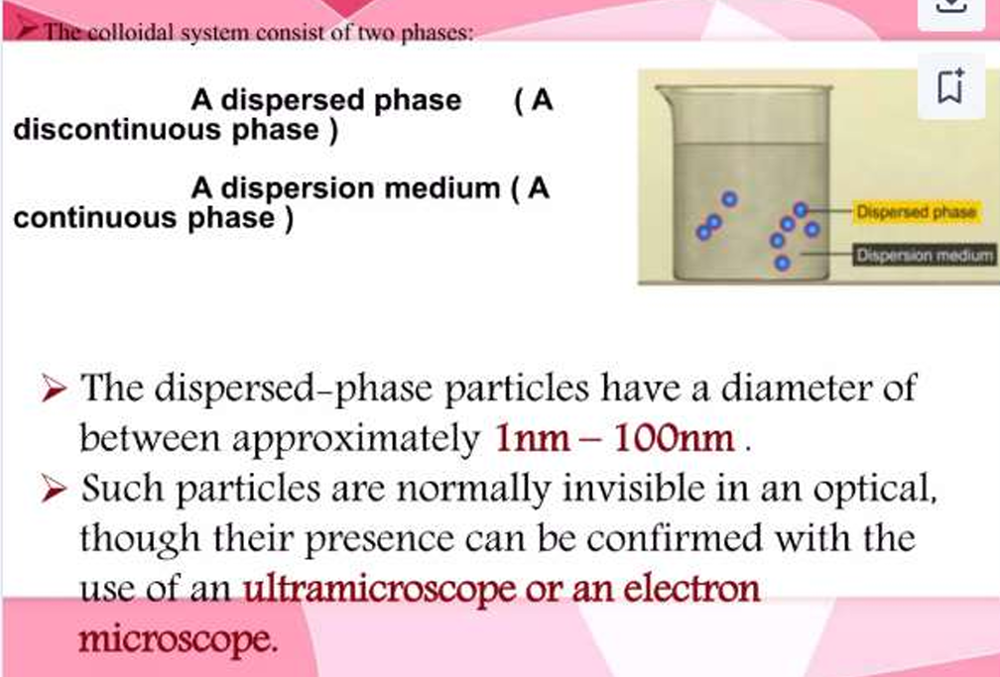 The colloidal system consist of two phases:
A dispersed phase ( A
discontinuous phase )
A dispersion medium ( A
continuous phase )
Dispersed phase
Dispersion medium
The dispersed-phase particles have a diameter of
between approximately 1nm – 100nm .
Such particles are normally invisible in an optical,
though their presence can be confirmed with the
use of an ultramicroscope or an electron
microscope.